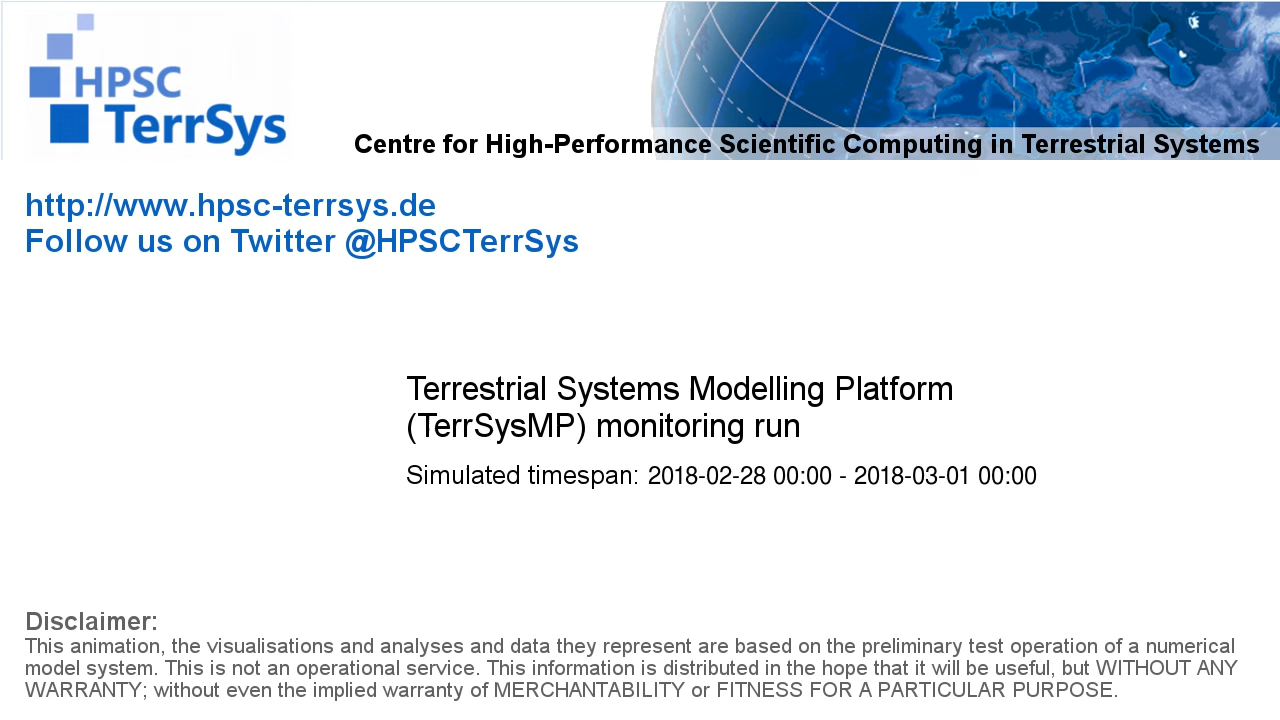 HPSC
TerrSys
Centre for High-Performance Scientific Computing in Terrestrial Systems
http://www.hpsc-terrsys.de
Follow us on Twitter @HPSCTerrSys
Terrestrial Systems Modelling Platform
(TerrSysMP) monitoring run
Simulated timespan: 2018-02-28 00:00 - 2018-03-01 00:00
Disclaimer:
This animation, the visualisations and analyses and data they represent are based on the preliminary test operation of a numerical
model system. This is not an operational service. This information is distributed in the hope that it will be useful, but WITHOUT ANY
WARRANTY; without even the implied warranty of MERCHANTABILITY or FITNESS FOR A PARTICULAR PURPOSE.